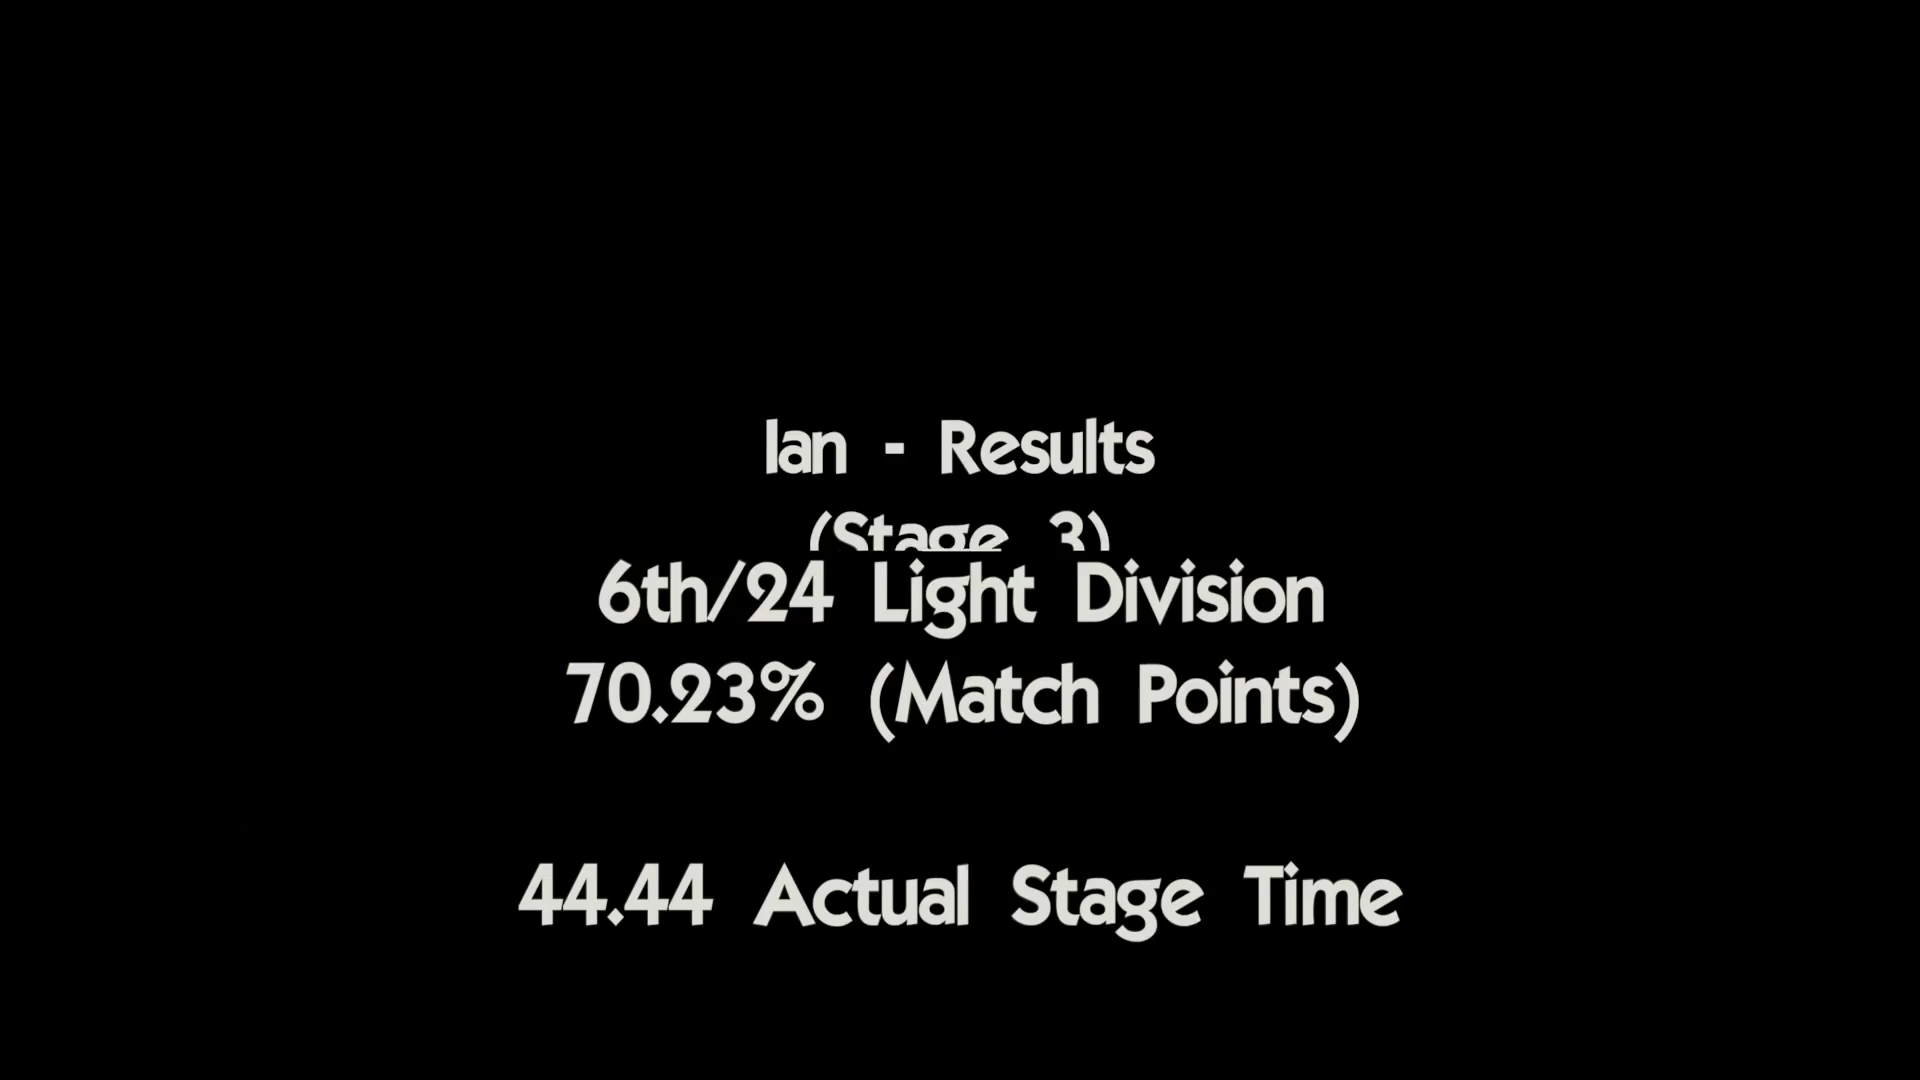 Ian - Results
(Stage 3)
6th/24 Light Division
70.23% (Match Points)
44.44 Actual Stage Time